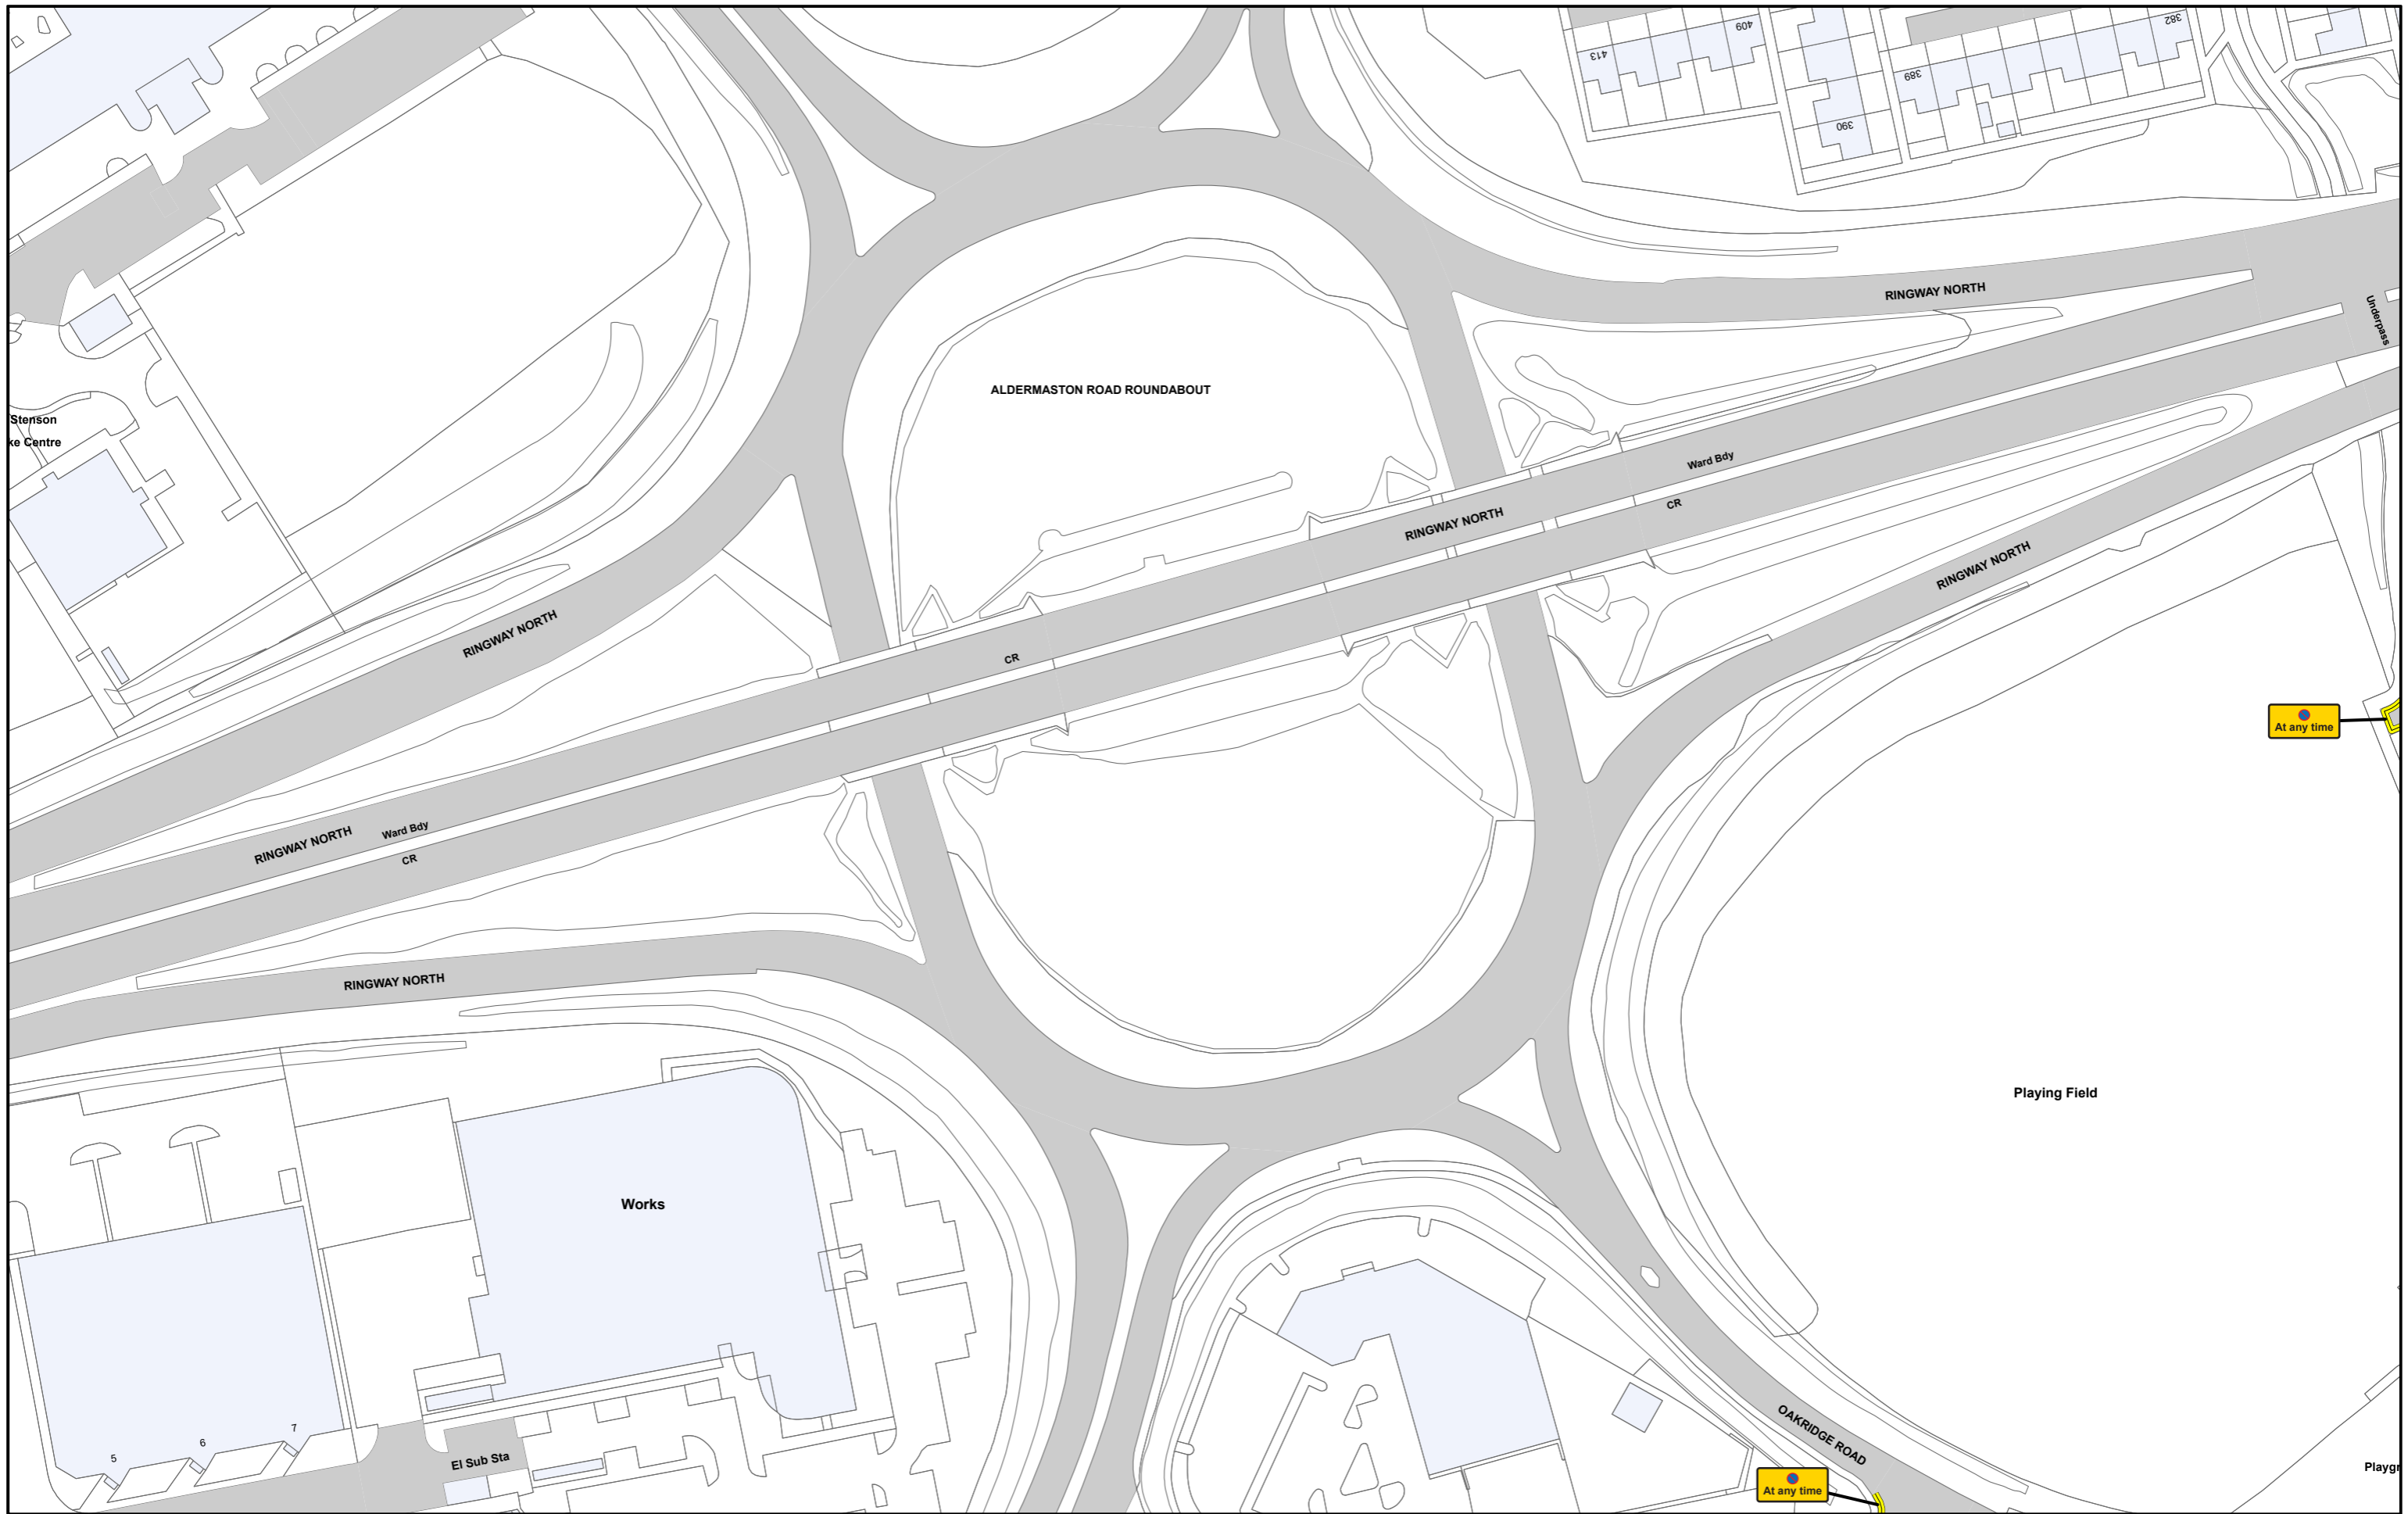 382
409
413
389
390
RINGWAY NORTH
Underpass
ALDERMASTON ROAD ROUNDABOUT
Stenson
ke Centre
Ward Bdy
CR
RINGWAY NORTH
RINGWAY NORTH
RINGWAY NORTH
CR
At any time
RINGWAY NORTH
Ward Bdy
CR
RINGWAY NORTH
Playing Field
Works
OAKRIDGE ROAD
7
6
5
El Sub Sta
Playgr
At any time